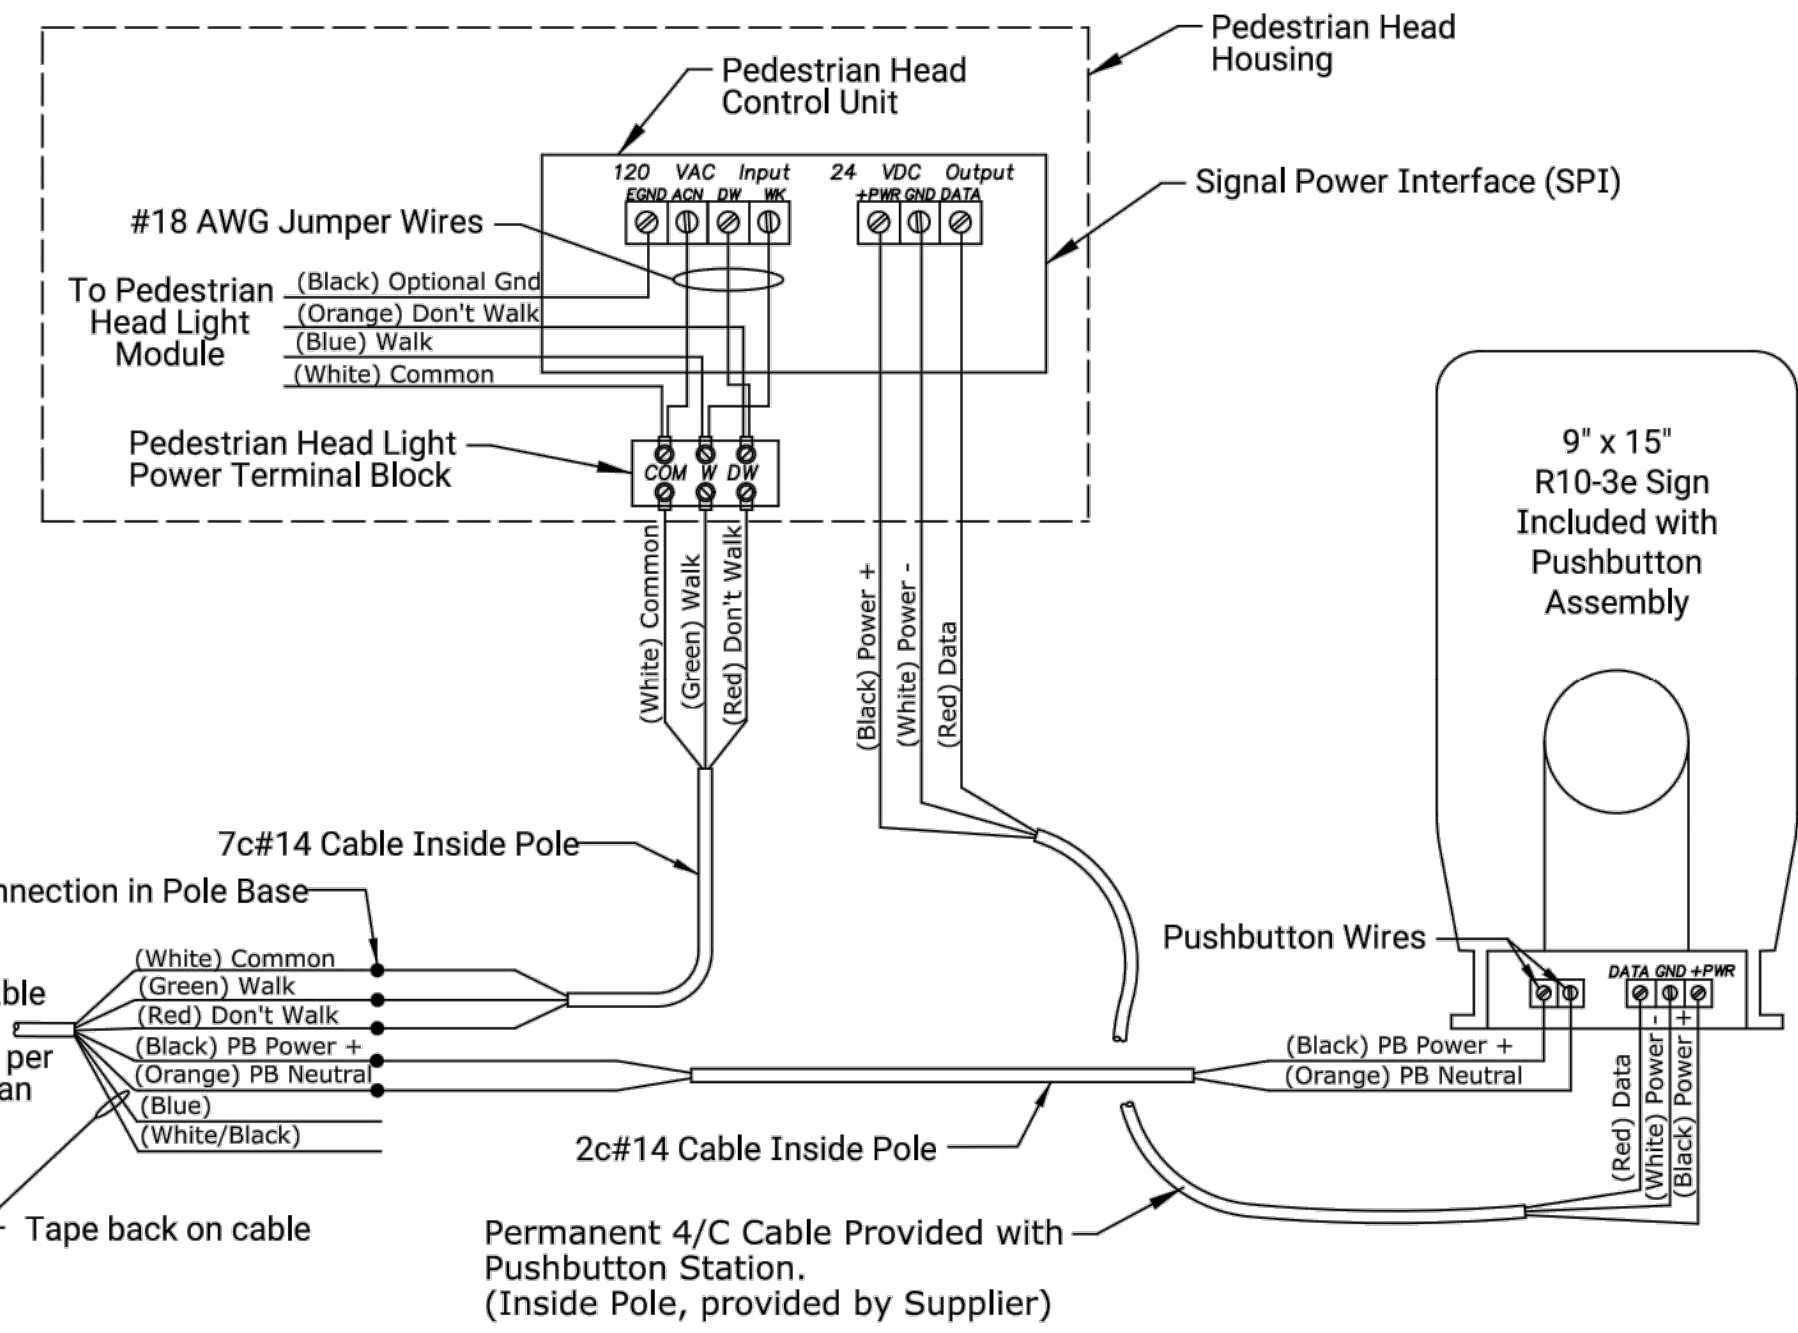 Pedestrian Head
Housing
Pedestrian Head
Control Unit
120 VAC Input
24 VDC Output
EGND ACN DW WK
+PWR GND DATA
Signal Power Interface (SPI)
#18 AWG Jumper Wires
To Pedestrian
Head Light
Module
(Black) Optional Gnd
(Orange) Don't Walk
(Blue) Walk
(White) Common
Pedestrian Head Light
Power Terminal Block
COM W DW
(White) Common
(Green) Walk
(Red) Don't Walk
(Black) Power +
(White) Power -
(Red) Data
9" x 15"
R10-3e Sign
Included with
Pushbutton
Assembly
7c#14 Cable Inside Pole
nnection in Pole Base
Pushbutton Wires
DATA GND +PWR
(White) Common
(Green) Walk
(Red) Don't Walk
(Black) PB Power +
(Orange) PB Neutral
(Blue)
(White/Black)
ble
per
an
(Black) PB Power +
(Orange) PB Neutral
(Red) Data
(White) Power -
(Black) Power +
2c#14 Cable Inside Pole
Tape back on cable
Permanent 4/C Cable Provided with
Pushbutton Station.
(Inside Pole, provided by Supplier)